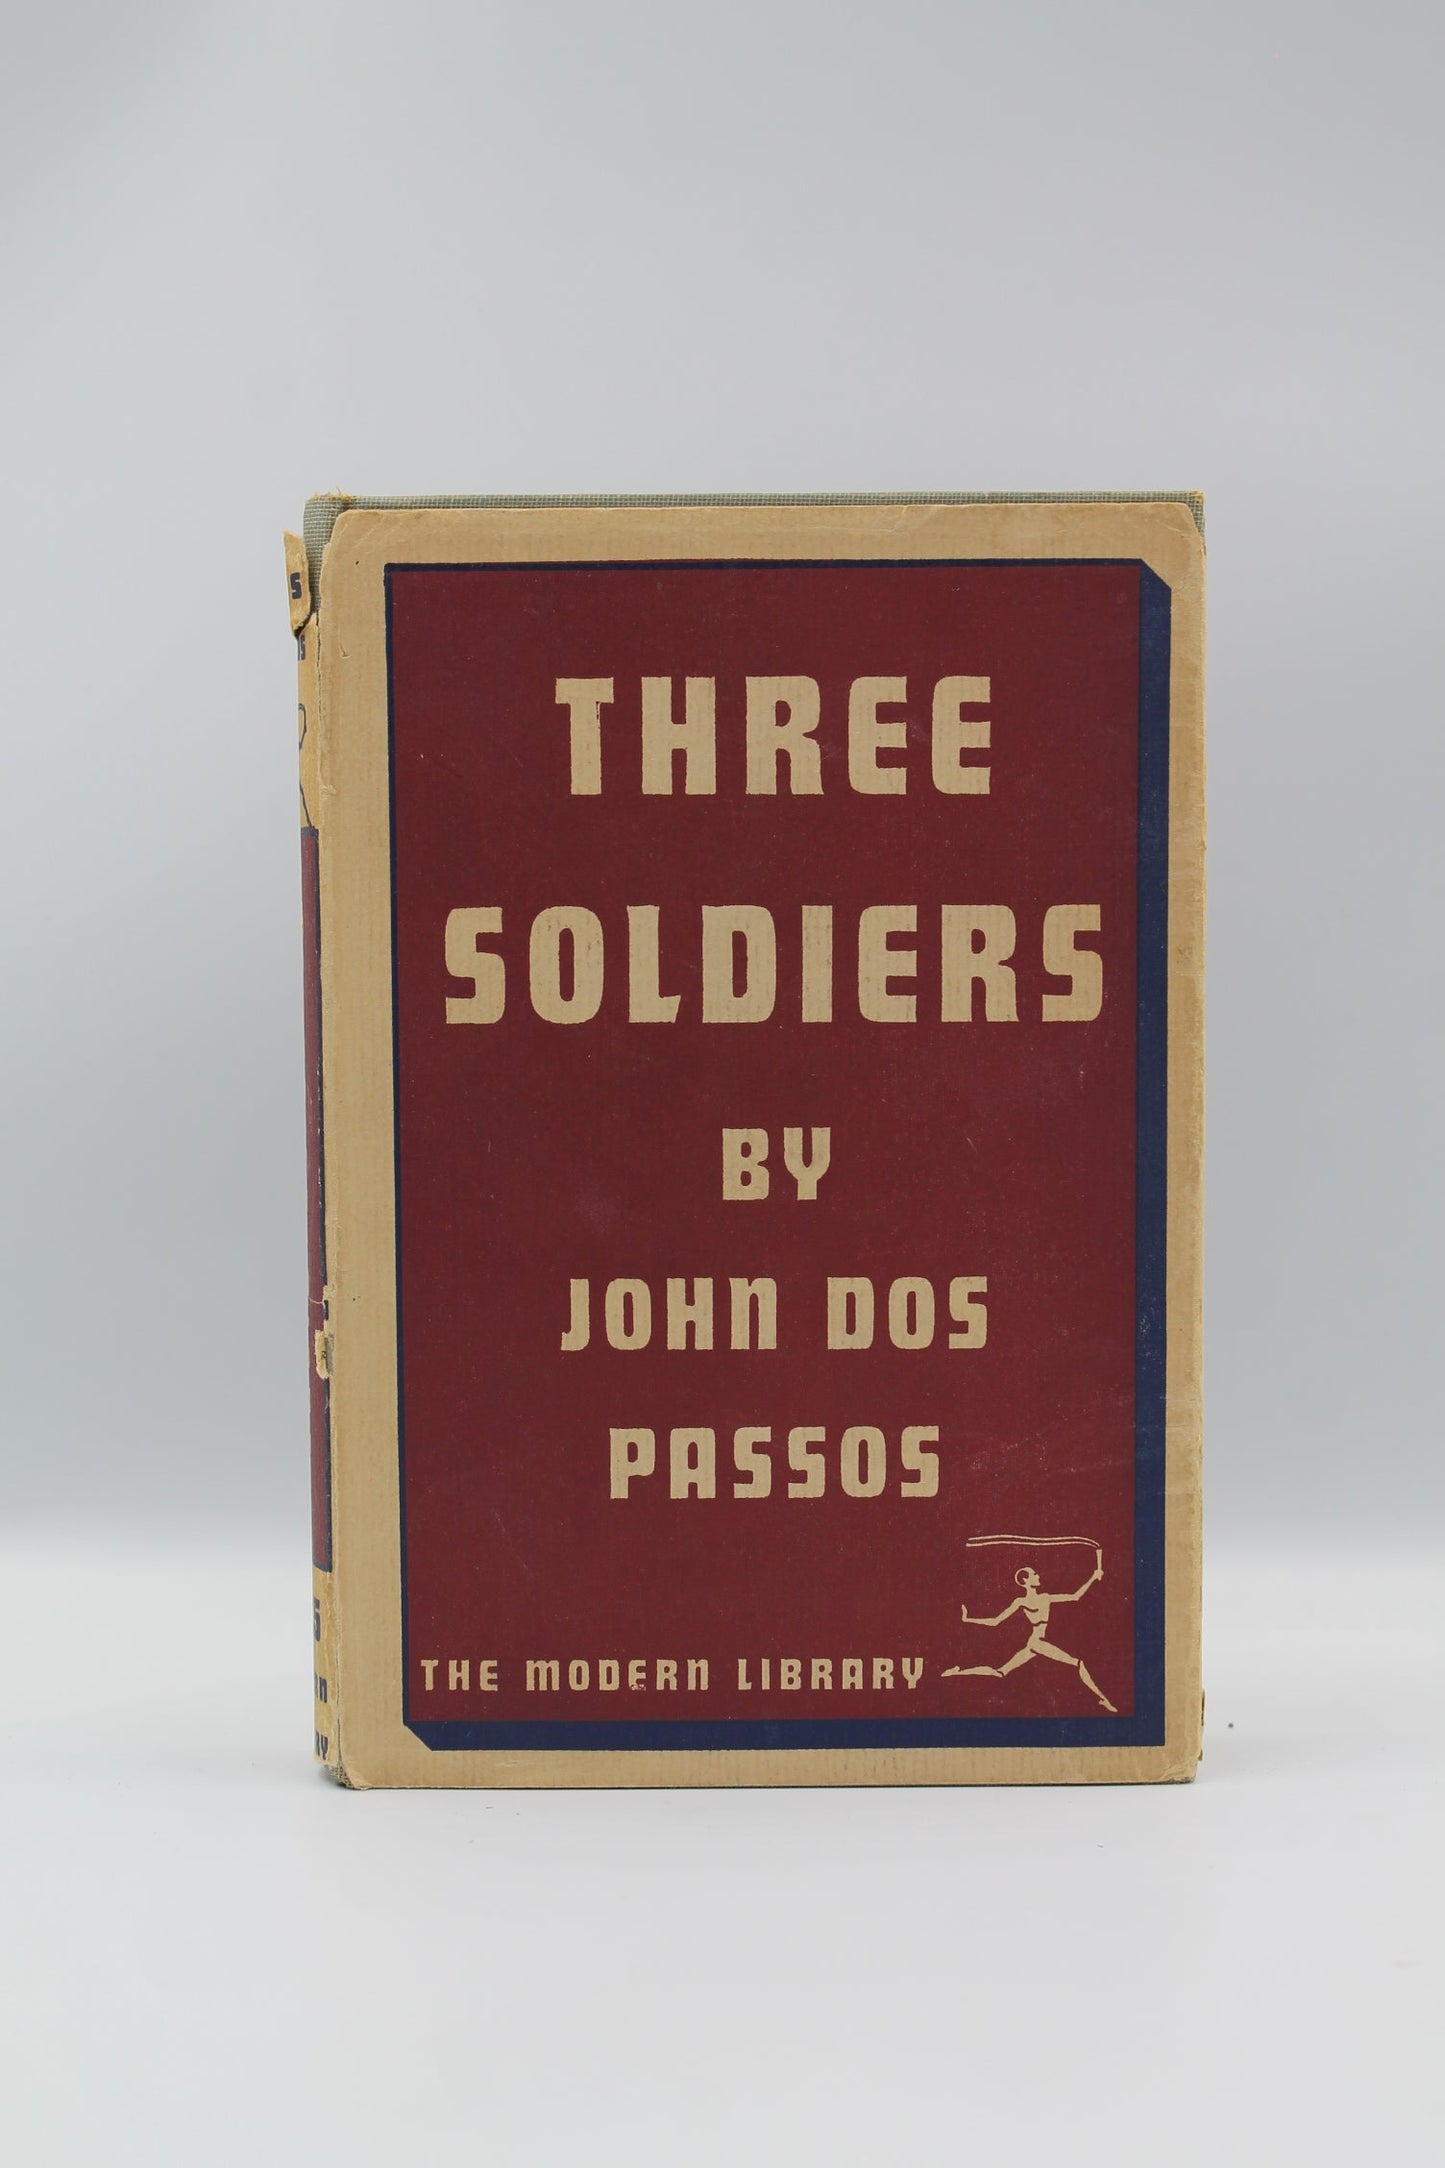 THREE
SOLDIERS
BY
JOHN DOS
PASSOS
THE MODERN LIBRARY